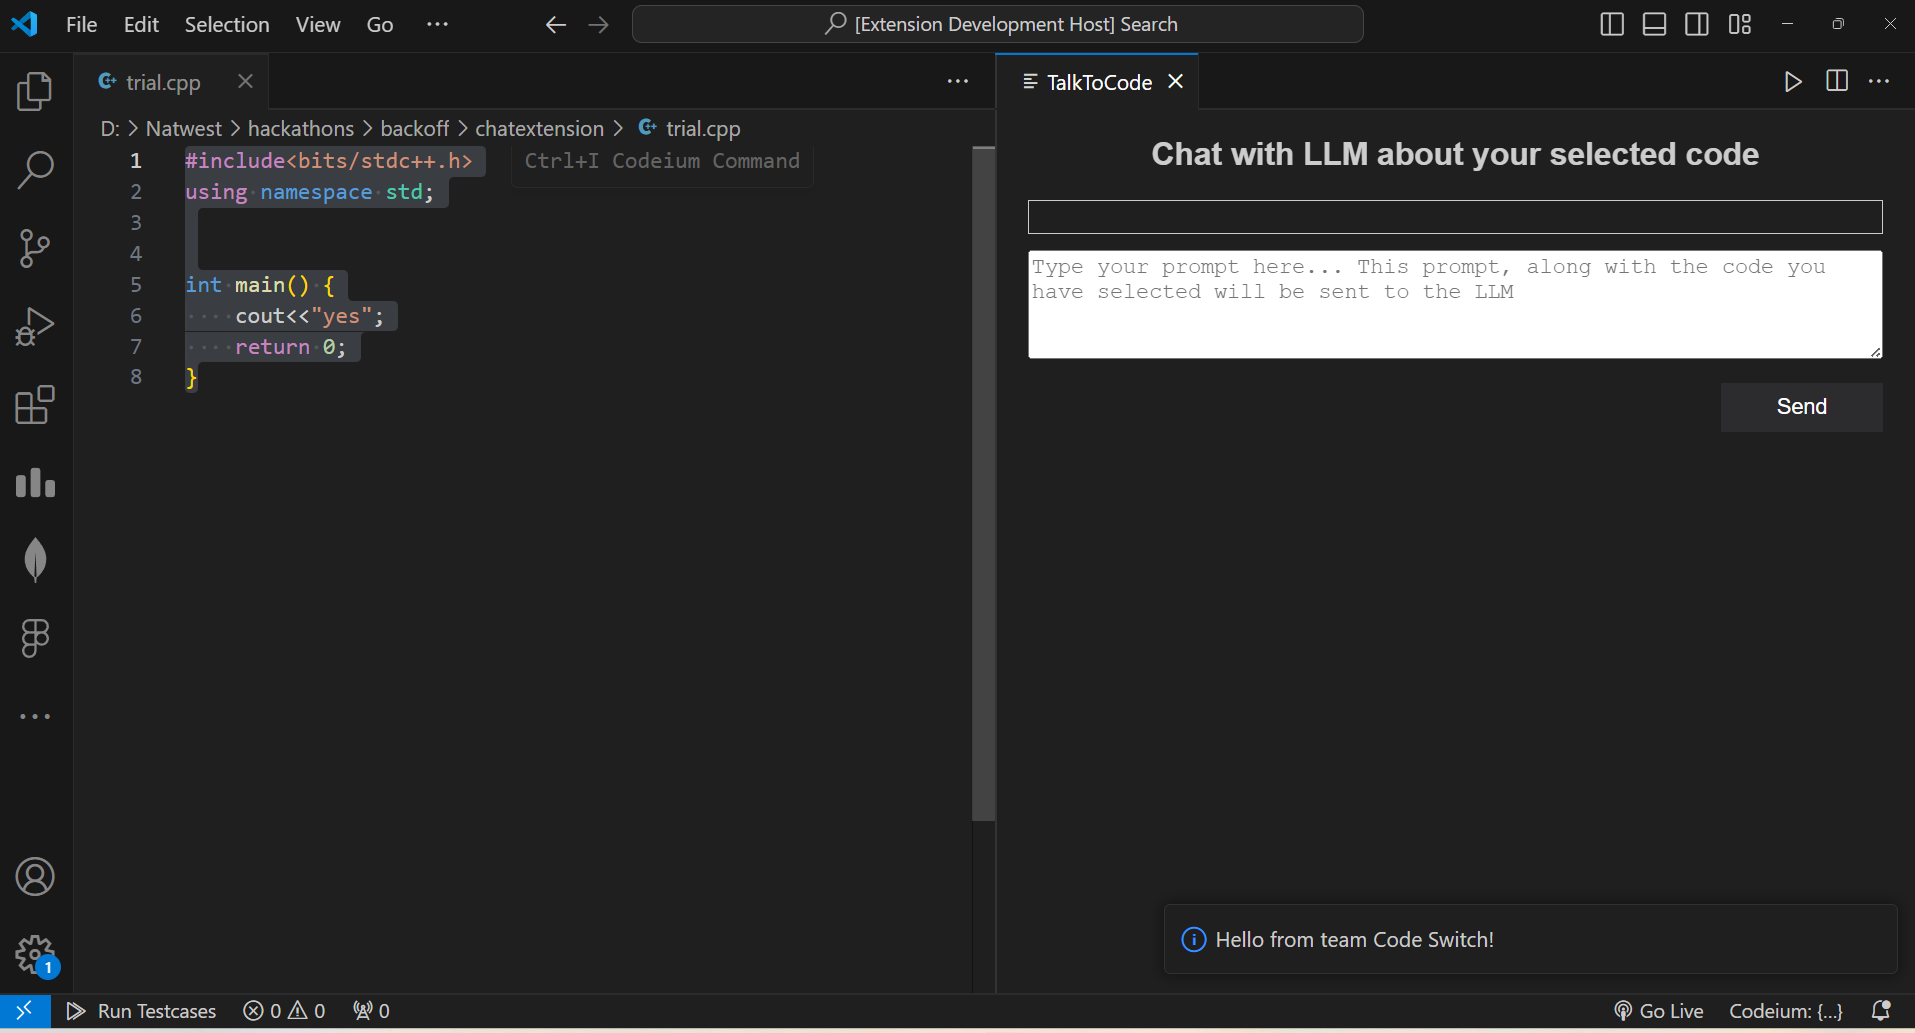 File Edit Selection View Go ···
[Extension Development Host] Search
trial.cpp
TalkToCode
D: > Natwest > hackathons > backoff > chatextension > trial.cpp
1 #include<bits/stdc++.h>
Ctrl+I Codeium Command
2 using namespace std;
3
4
5 int main() {
6 cout<<"yes";
7 return 0;
8 }
Chat with LLM about your selected code
Type your prompt here... This prompt, along with the code you
have selected will be sent to the LLM
Send
Hello from team Code Switch!
1
Run Testcases 0 0 0
Go Live Codeium: {...}